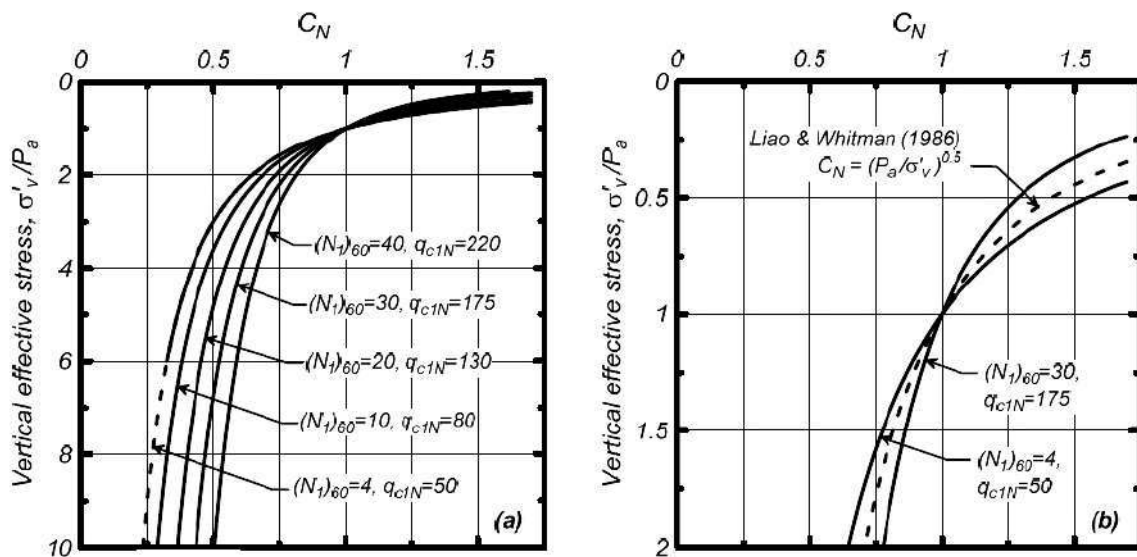 C_N
0 0.5 1 1.5
Vertical effective stress, σ'_v/P_a
0
2
4
6
8
10
(N_1)_60=40, q_c1N=220
(N_1)_60=30, q_c1N=175
(N_1)_60=20, q_c1N=130
(N_1)_60=10, q_c1N=80
(N_1)_60=4, q_c1N=50
(a)
C_N
0 0.5 1 1.5
Vertical effective stress, σ'_v/P_a
0
0.5
1
1.5
2
Liao & Whitman (1986)
C_N = (P_a/σ'_v)^0.5
(N_1)_60=30,
q_c1N=175
(N_1)_60=4,
q_c1N=50
(b)